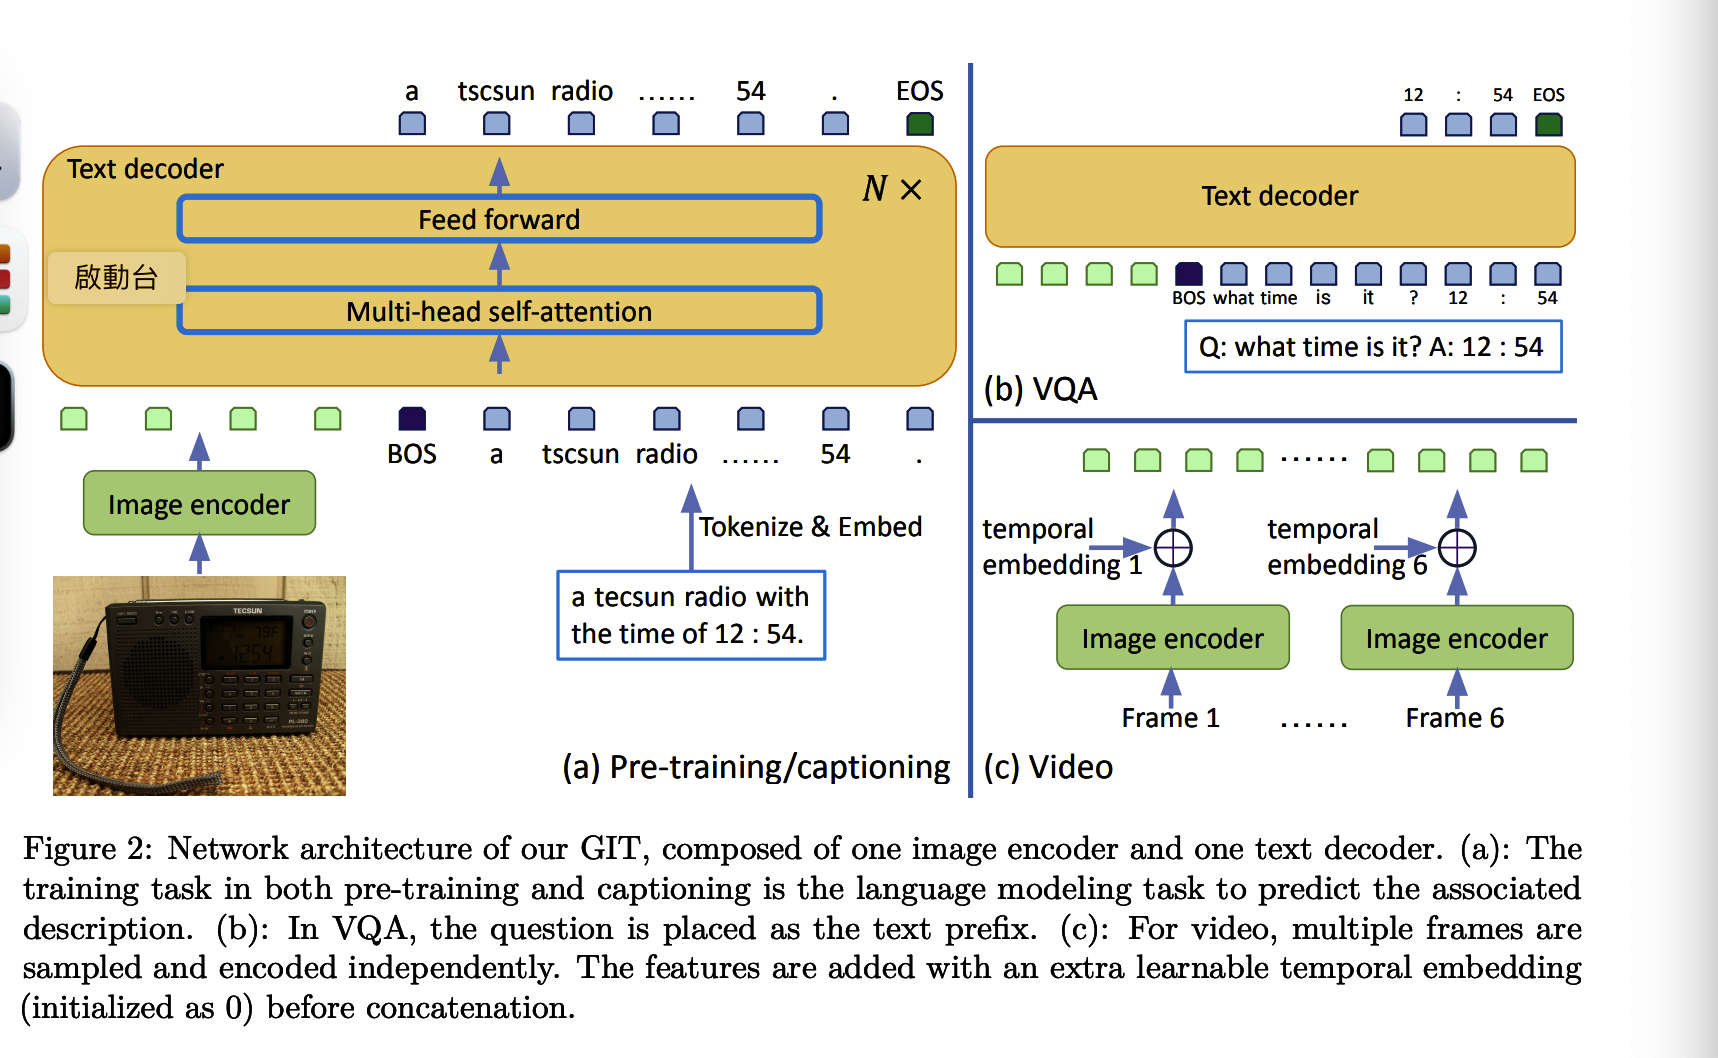 a tscsun radio ...... 54 . EOS
Text decoder
N ×
Feed forward
啟動台
Multi-head self-attention
BOS a tscsun radio ...... 54 .
Image encoder
Tokenize & Embed
a tecsun radio with
the time of 12 : 54.
TECSUN
79F
12:54
PL-380
(a) Pre-training/captioning
12 : 54 EOS
Text decoder
BOS what time is it ? 12 : 54
Q: what time is it? A: 12 : 54
(b) VQA
......
temporal
embedding 1
temporal
embedding 6
Image encoder
Image encoder
Frame 1 ...... Frame 6
(c) Video
Figure 2: Network architecture of our GIT, composed of one image encoder and one text decoder. (a): The
training task in both pre-training and captioning is the language modeling task to predict the associated
description. (b): In VQA, the question is placed as the text prefix. (c): For video, multiple frames are
sampled and encoded independently. The features are added with an extra learnable temporal embedding
(initialized as 0) before concatenation.